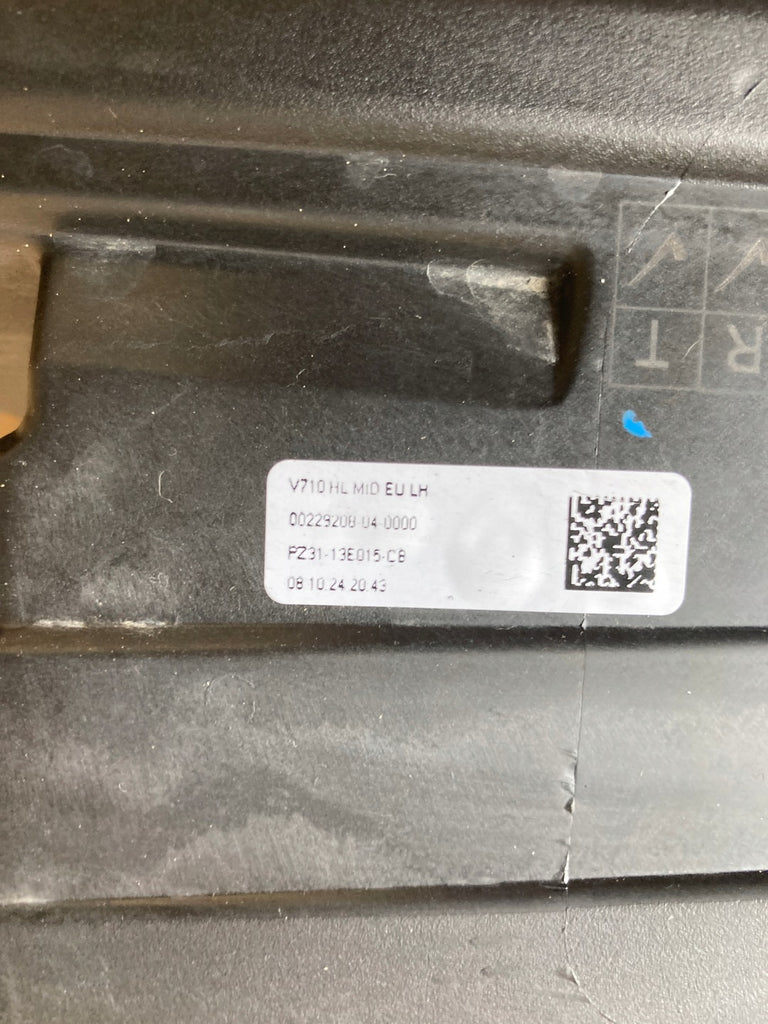 V710 HL MID EU LH
00229208-04-0000
PZ31-13E015-CB
08.10.24 20:43
T R